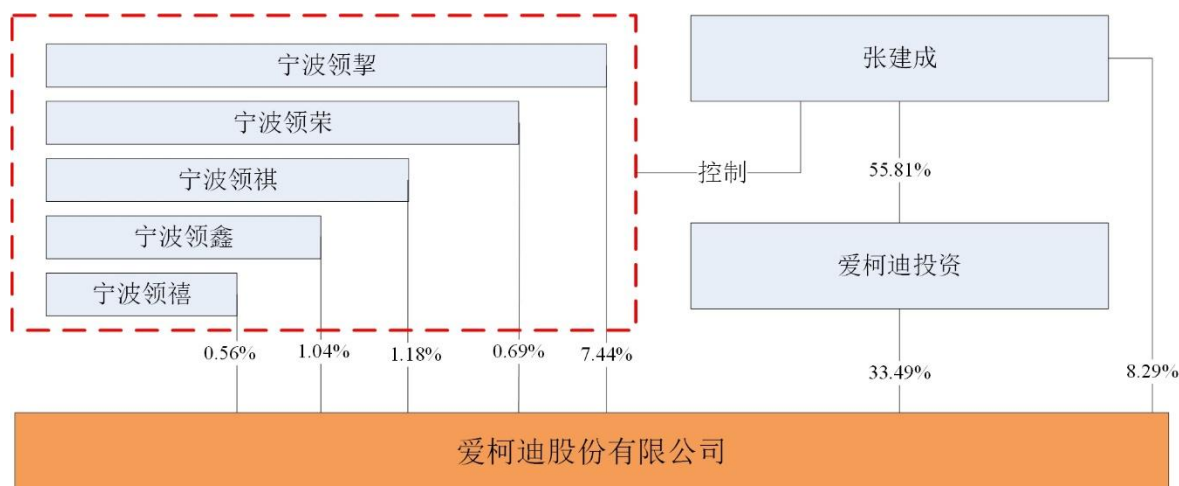 宁波领挈
宁波领荣
宁波领祺
宁波领鑫
宁波领禧
张建成
控制
55.81%
爱柯迪投资
0.56%
1.04%
1.18%
0.69%
7.44%
33.49%
8.29%
爱柯迪股份有限公司